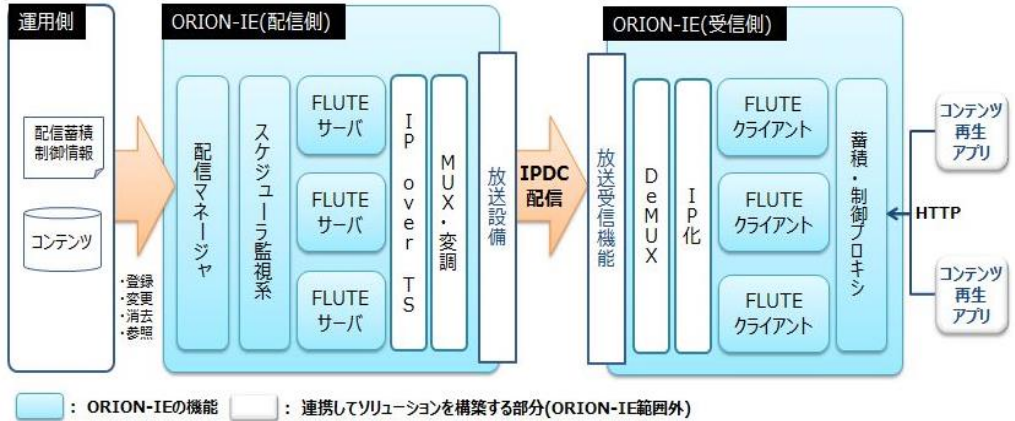 運用側
配信蓄積
制御情報
コンテンツ
・登録
・変更
・消去
・参照
ORION-IE(配信側)
配信マネージャ
スケジューラ監視系
FLUTE
サーバ
FLUTE
サーバ
FLUTE
サーバ
IP over TS
MUX・変調
放送設備
IPDC
配信
ORION-IE(受信側)
放送受信機能
DeMUX
IP化
FLUTE
クライアント
FLUTE
クライアント
FLUTE
クライアント
蓄積・制御プロキシ
HTTP
コンテンツ
再生
アプリ
コンテンツ
再生
アプリ
: ORION-IEの機能
: 連携してソリューションを構築する部分(ORION-IE範囲外)